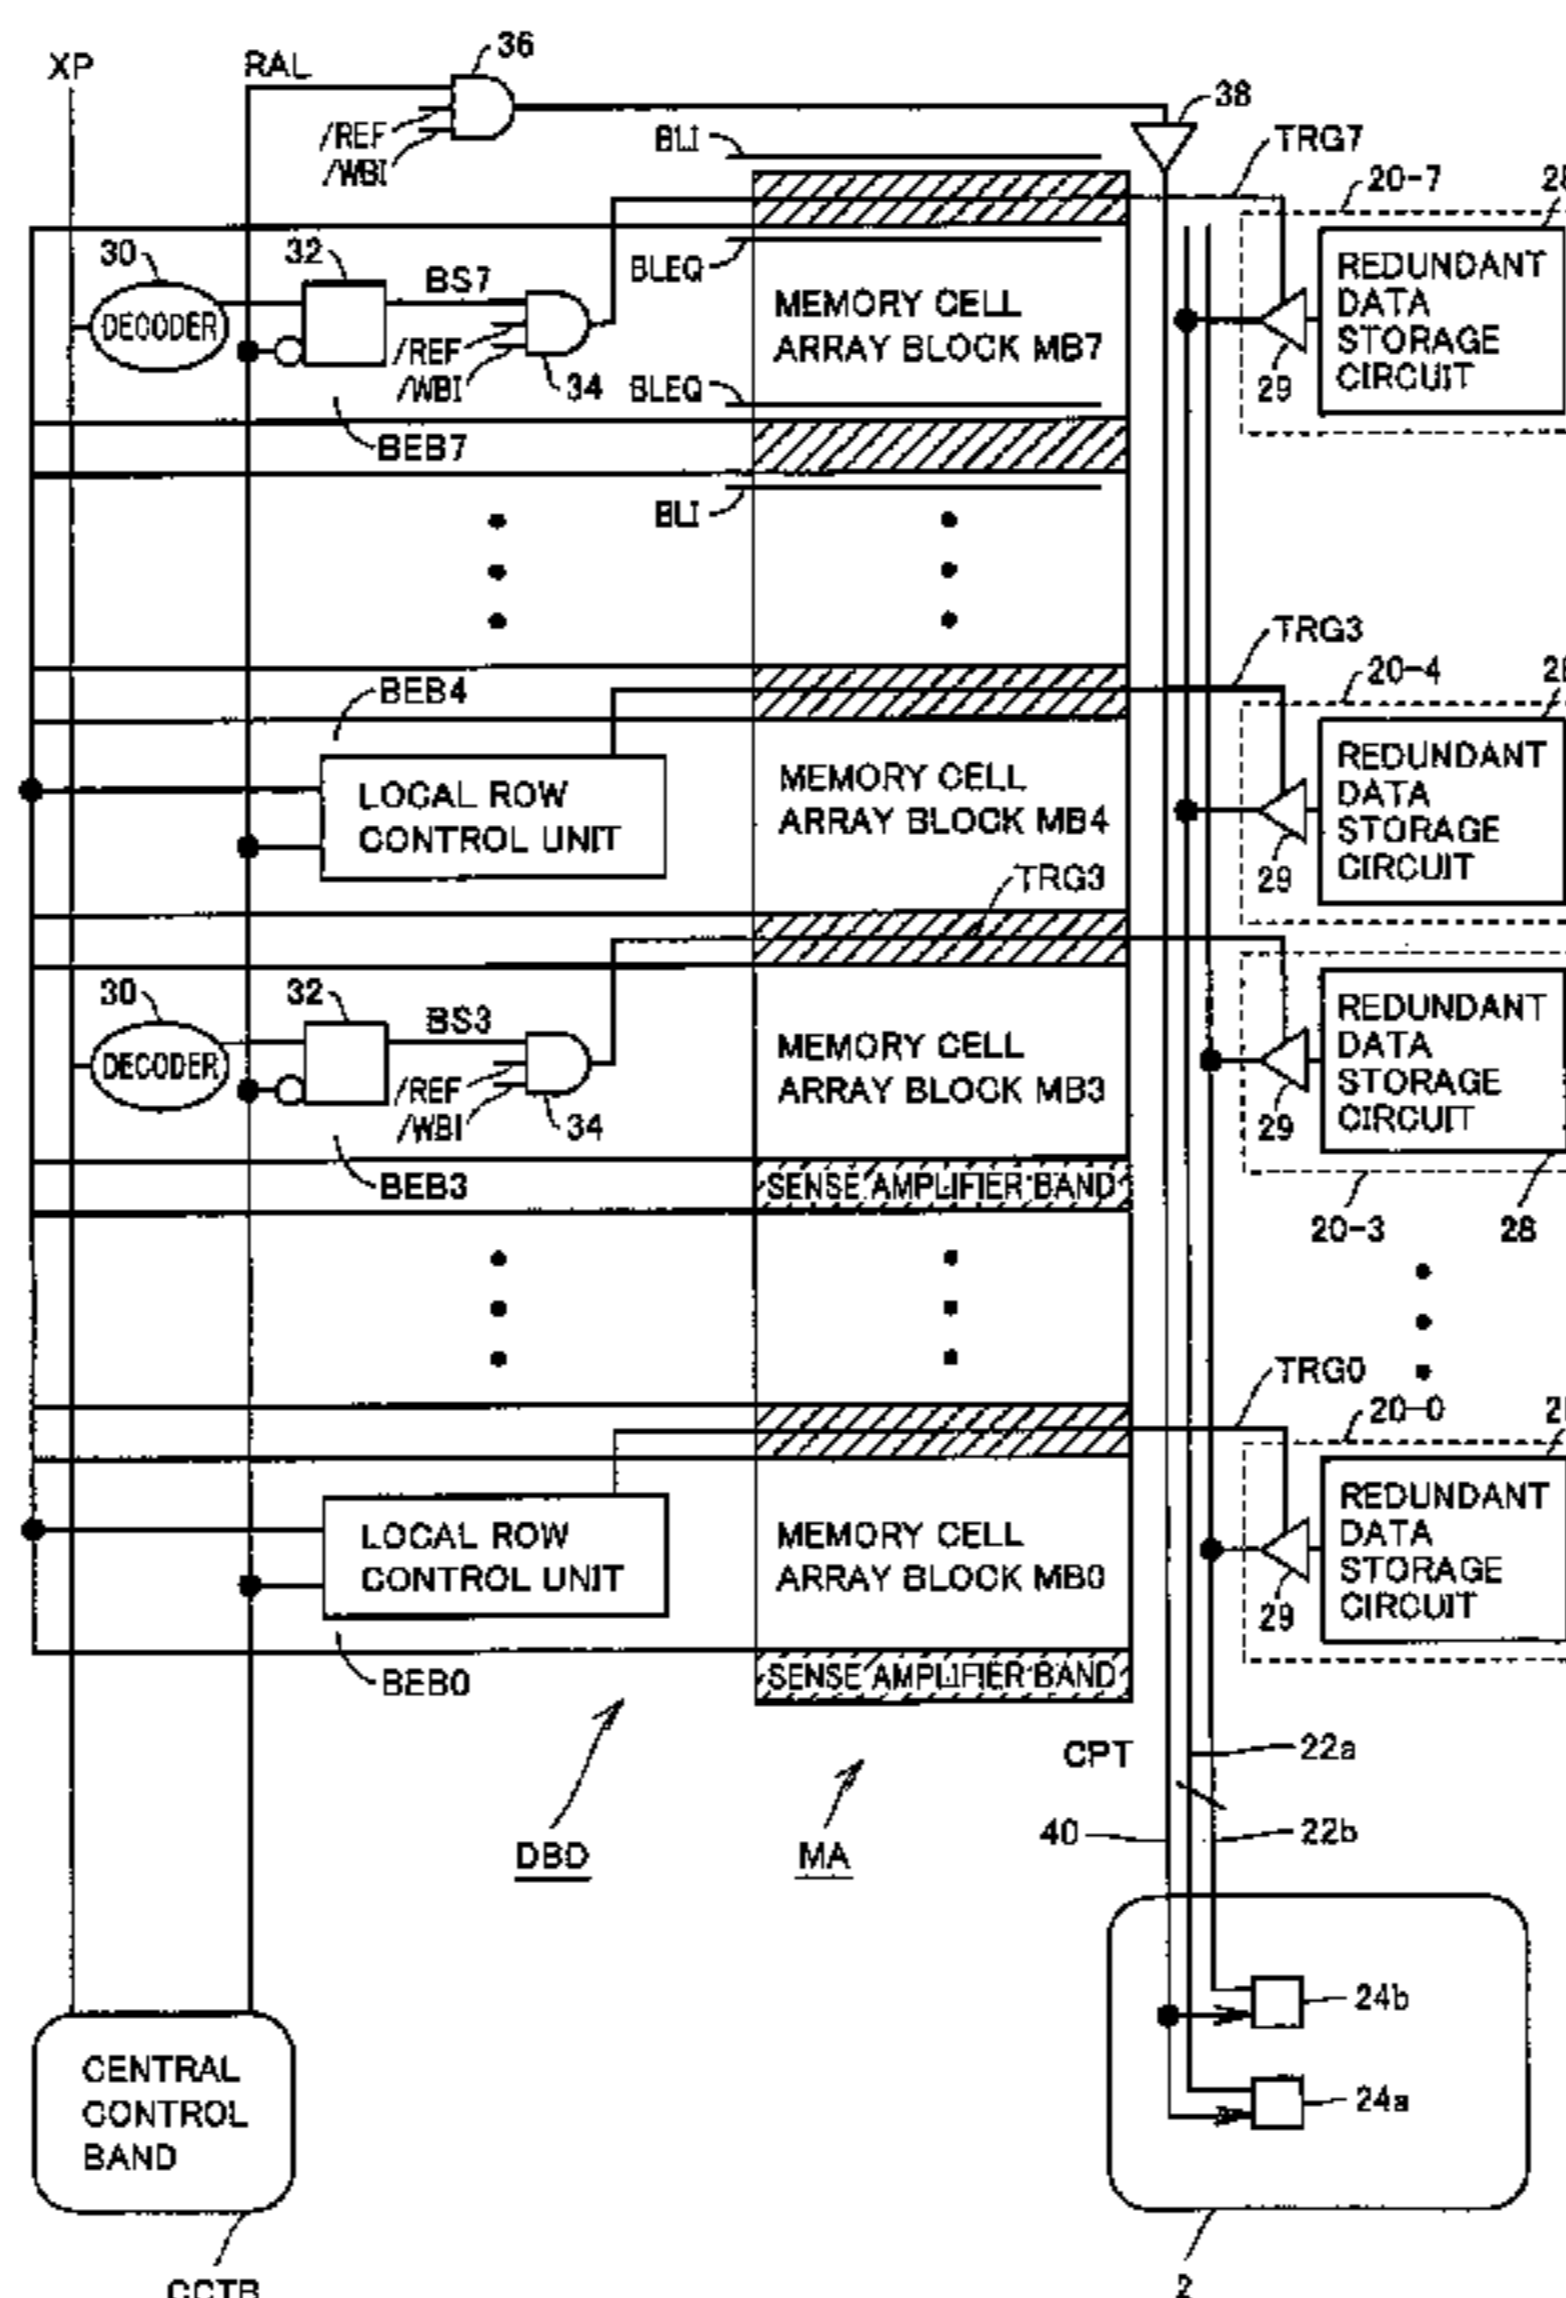 XP
RAL
36
38
/REF
/WBI
BLI
TRG7
20-7
30
32
BS7
BLEQ
DECODER
/REF
/WBI
34
MEMORY CELL
ARRAY BLOCK MB7
REDUNDANT
DATA
STORAGE
CIRCUIT
29
BLEQ
BEB7
BLI
TRG3
20-4
BEB4
LOCAL ROW
CONTROL UNIT
MEMORY CELL
ARRAY BLOCK MB4
REDUNDANT
DATA
STORAGE
CIRCUIT
29
TRG3
30
32
BS3
DECODER
/REF
/WBI
34
MEMORY CELL
ARRAY BLOCK MB3
REDUNDANT
DATA
STORAGE
CIRCUIT
29
BEB3
SENSE AMPLIFIER BAND
20-3
28
TRG0
20-0
LOCAL ROW
CONTROL UNIT
MEMORY CELL
ARRAY BLOCK MB0
REDUNDANT
DATA
STORAGE
CIRCUIT
29
BEB0
SENSE AMPLIFIER BAND
CPT
22a
40
22b
DBD
MA
24b
24a
CENTRAL
CONTROL
BAND
CCTB
2